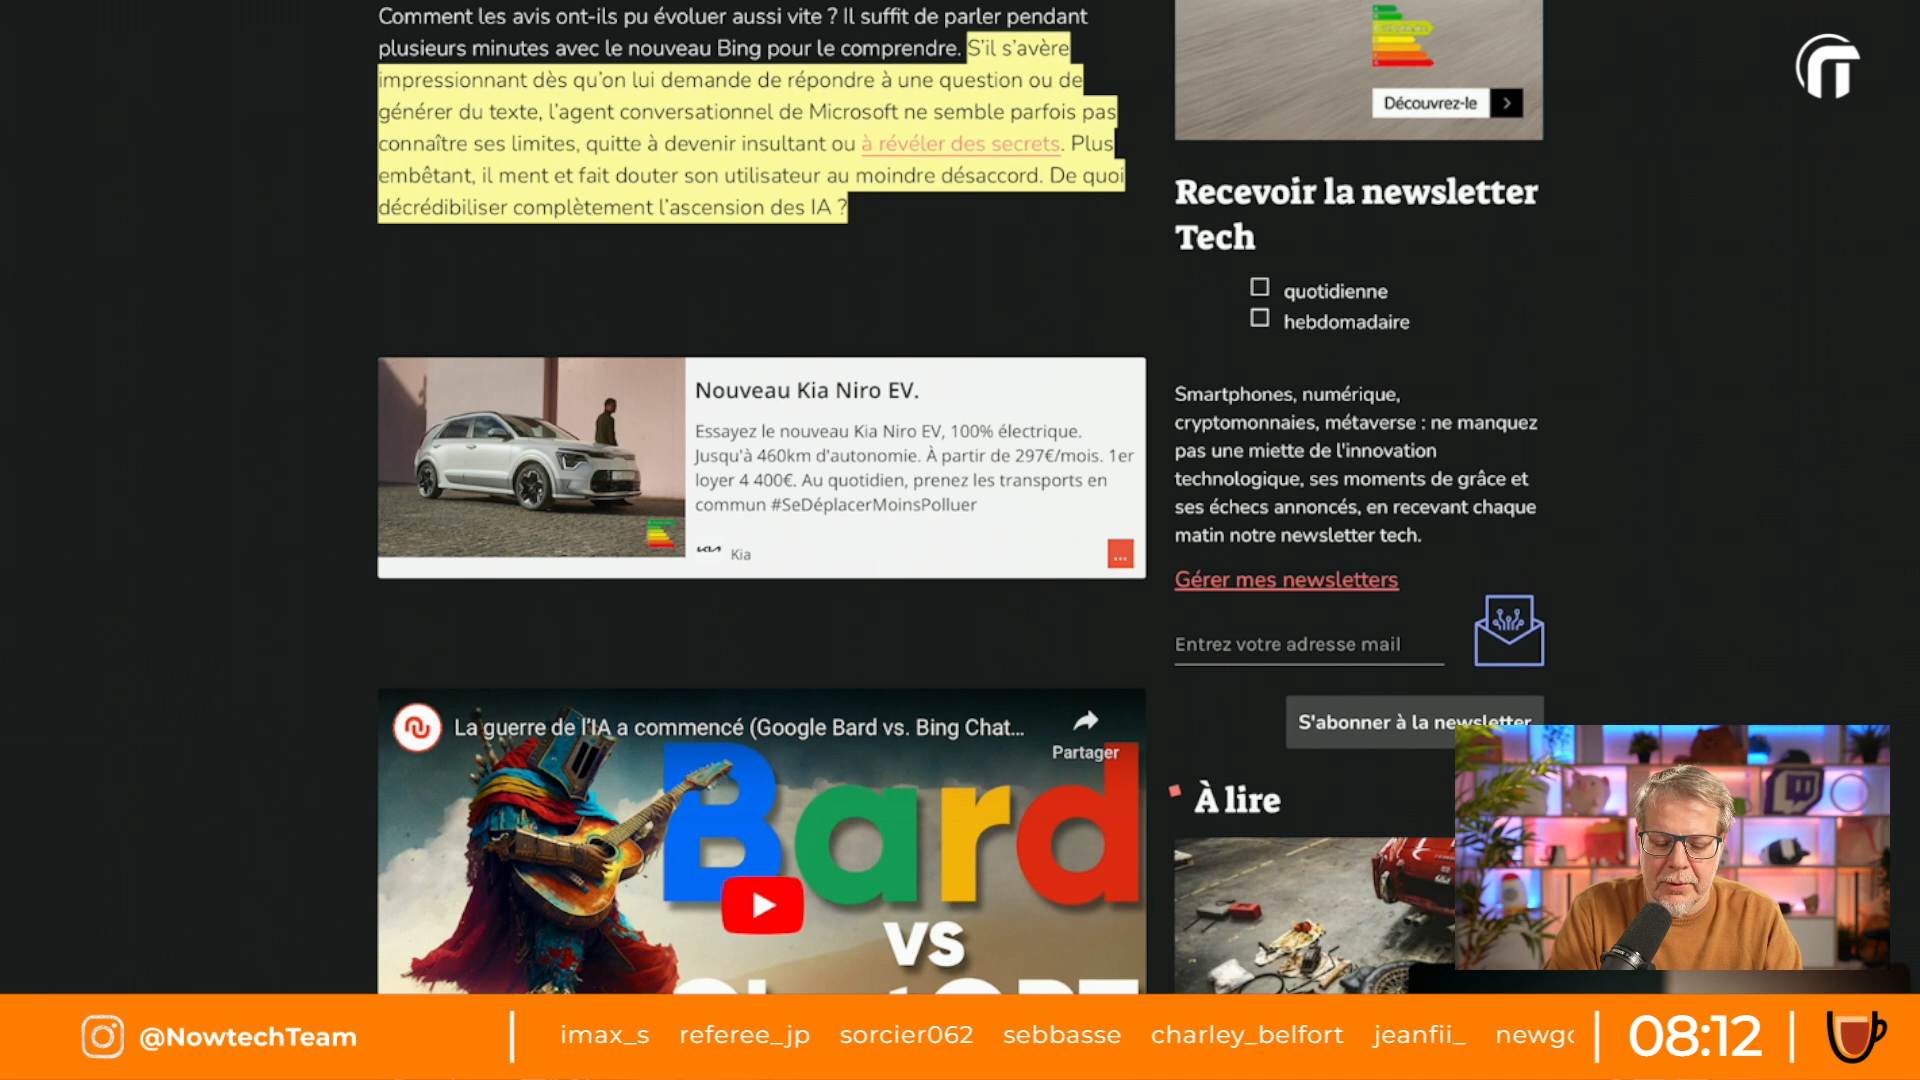 Comment les avis ont-ils pu évoluer aussi vite ? Il suffit de parler pendant
plusieurs minutes avec le nouveau Bing pour le comprendre. S'il s'avère
impressionnant dès qu'on lui demande de répondre à une question ou de
générer du texte, l'agent conversationnel de Microsoft ne semble parfois pas
connaître ses limites, quitte à devenir insultant ou à révéler des secrets. Plus
embêtant, il ment et fait douter son utilisateur au moindre désaccord. De quoi
décrédibiliser complètement l'ascension des IA ?
Nouveau Kia Niro EV.
Essayez le nouveau Kia Niro EV, 100% électrique.
Jusqu'à 460km d'autonomie. À partir de 297€/mois. 1er
loyer 4 400€. Au quotidien, prenez les transports en
commun #SeDéplacerMoinsPolluer
KIA Kia
...
La guerre de l'IA a commencé (Google Bard vs. Bing Chat...
Partager
Bard
vs
Découvrez-le
Recevoir la newsletter
Tech
quotidienne
hebdomadaire
Smartphones, numérique,
cryptomonnaies, métaverse : ne manquez
pas une miette de l'innovation
technologique, ses moments de grâce et
ses échecs annoncés, en recevant chaque
matin notre newsletter tech.
Gérer mes newsletters
Entrez votre adresse mail
S'abonner à la newsletter
À lire
@NowtechTeam
imax_s referee_jp sorcier062 sebbasse charley_belfort jeanfii_ newgo
08:12